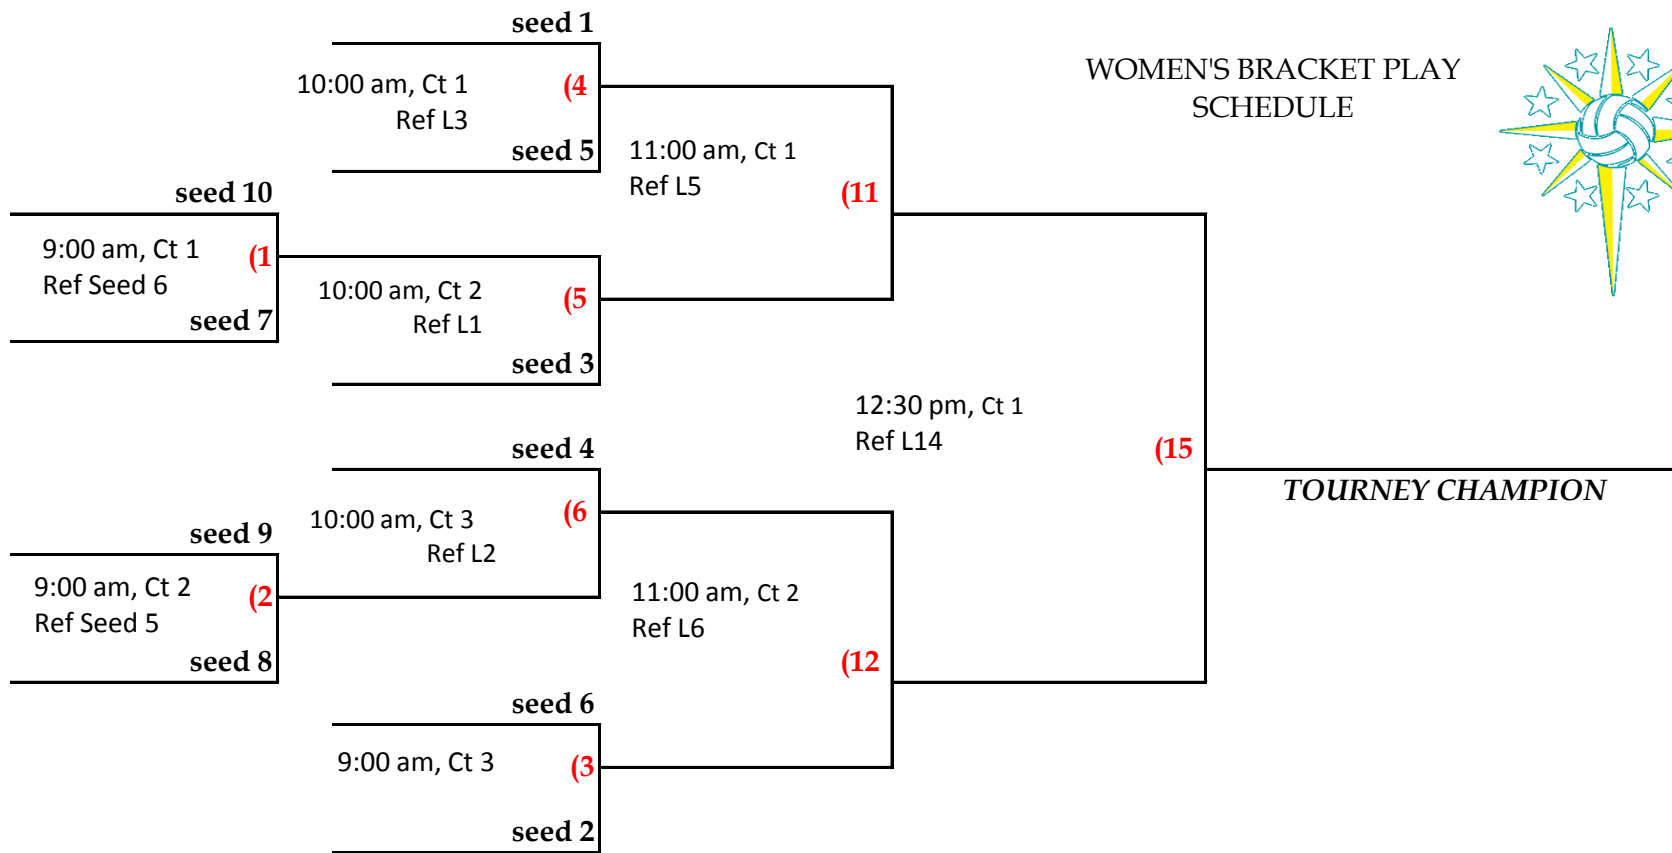 WOMEN'S BRACKET PLAY
SCHEDULE
seed 1
10:00 am, Ct 1
(4
Ref L3
seed 5
11:00 am, Ct 1
Ref L5
(11
seed 10
9:00 am, Ct 1
(1
Ref Seed 6
seed 7
10:00 am, Ct 2
(5
Ref L1
seed 3
12:30 pm, Ct 1
Ref L14
(15
TOURNEY CHAMPION
seed 4
10:00 am, Ct 3
(6
Ref L2
seed 9
9:00 am, Ct 2
(2
Ref Seed 5
seed 8
11:00 am, Ct 2
Ref L6
(12
seed 6
9:00 am, Ct 3
(3
seed 2